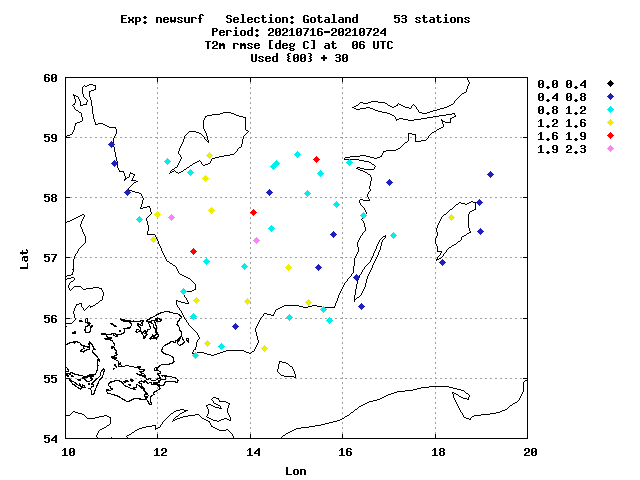 Exp: newsurf   Selection: Gotaland     53 stations
Period: 20210716-20210724
T2m rmse [deg C] at  06 UTC
Used {00} + 30
0.0 0.4
0.4 0.8
0.8 1.2
1.2 1.6
1.6 1.9
1.9 2.3
60
59
58
57
56
55
54
Lat
10 12 14 16 18 20
Lon